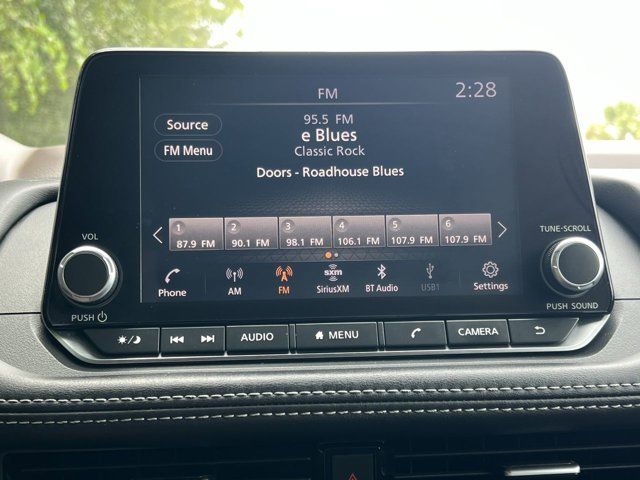 FM 2:28
Source
95.5 FM
e Blues
FM Menu
Classic Rock
Doors - Roadhouse Blues
1 2 3 4 5 6
87.9 FM 90.1 FM 98.1 FM 106.1 FM 107.9 FM 107.9 FM
VOL
TUNE•SCROLL
sxm
Phone AM FM SiriusXM BT Audio USB1 Settings
PUSH
PUSH SOUND
AUDIO MENU CAMERA